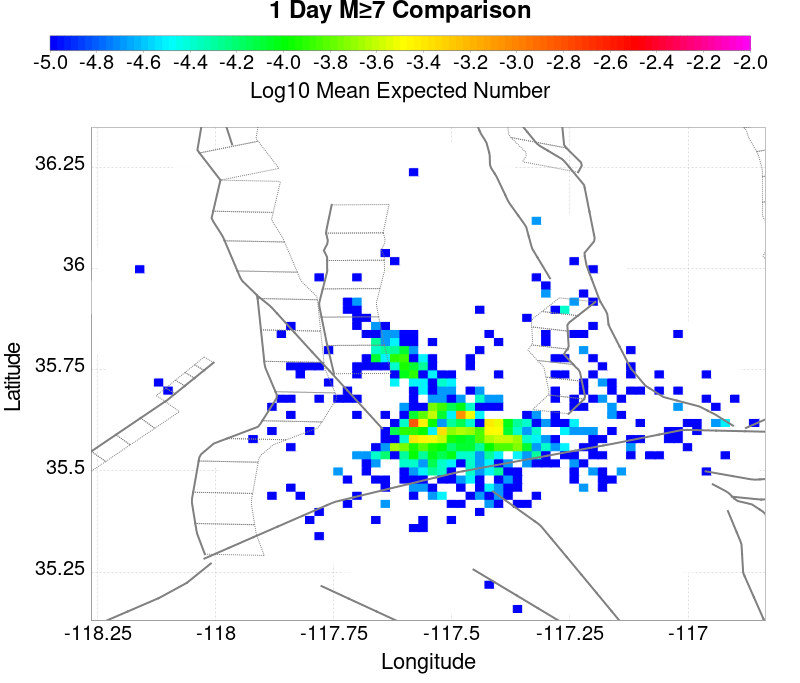 1 Day M≥7 Comparison
-5.0 -4.8 -4.6 -4.4 -4.2 -4.0 -3.8 -3.6 -3.4 -3.2 -3.0 -2.8 -2.6 -2.4 -2.2 -2.0
Log10 Mean Expected Number
36.25
36
35.75
Latitude
35.5
35.25
-118.25 -118 -117.75 -117.5 -117.25 -117
Longitude